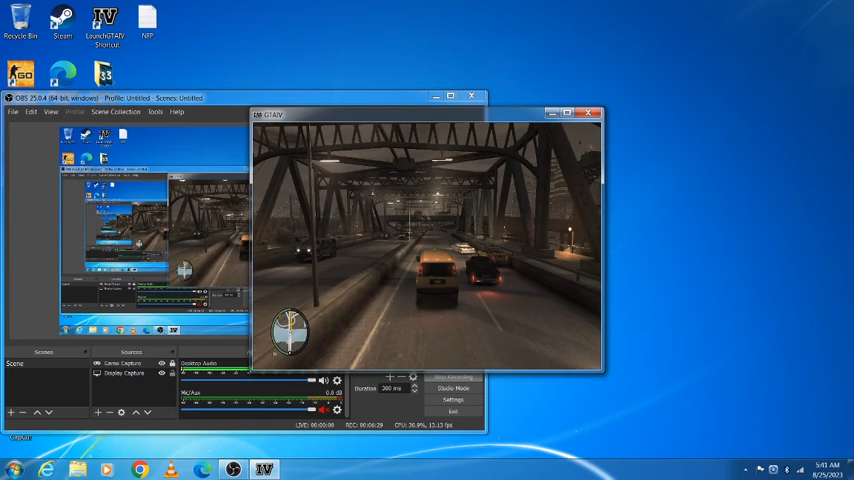 Recycle Bin
Steam
LaunchGTAIV
- Shortcut
NFP
OBS 25.0.4 (64-bit, windows) - Profile: Untitled - Scenes: Untitled
File Edit View Profile Scene Collection Tools Help
GTAIV
Scenes
Sources
Scene
Game Capture
Display Capture
Desktop Audio
Mic/Aux
0.0 dB
Duration 300 ms
Stop Recording
Studio Mode
Settings
Exit
LIVE: 00:00:00 REC: 00:06:29 CPU: 30.9%, 13.13 fps
5:41 AM
8/25/2023